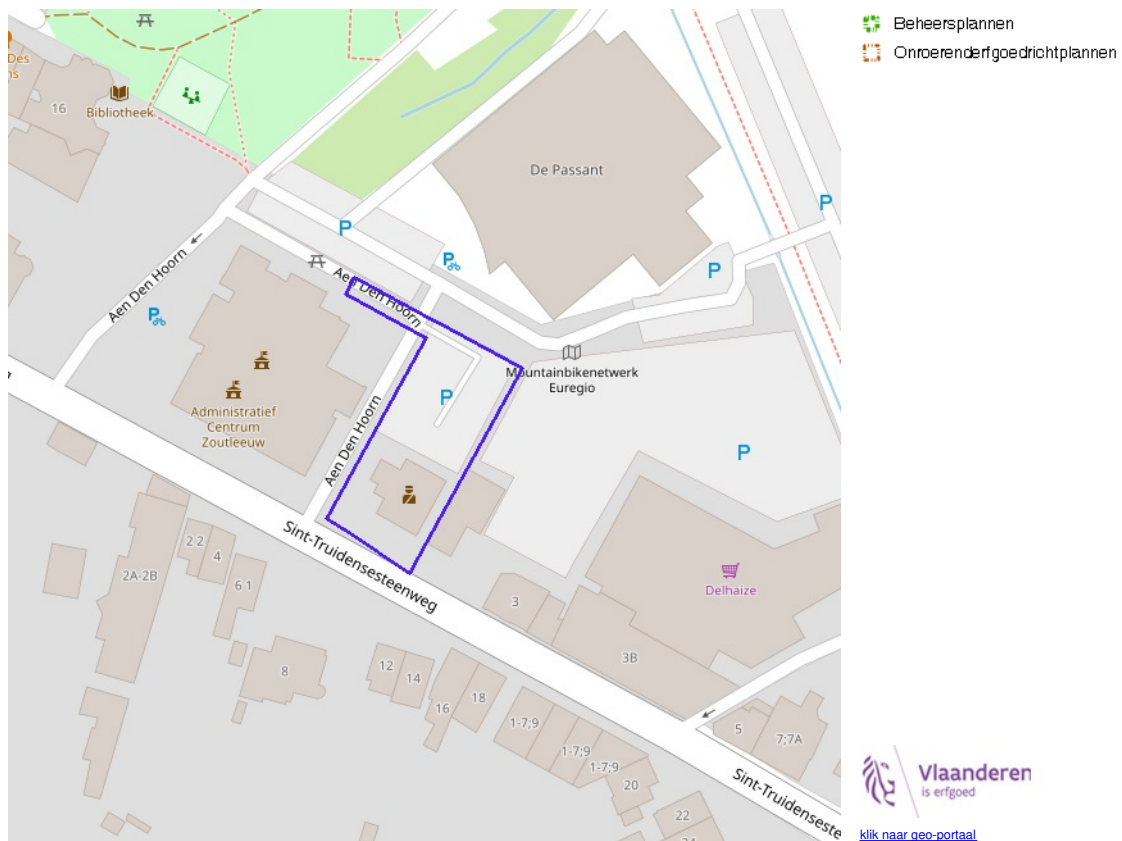 Des
ns
16
Bibliotheek
De Passant
P
P
P
P
Aen Den Hoorn
Aen Den Hoorn
P
Mountainbikenetwerk
Euregio
P
Administratief
Centrum
Zoutleeuw
Aen Den Hoorn
P
Sint-Truidensesteenweg
2A-2B
2 2
4
6 1
Delhaize
3
3B
8
12
14
16
18
1-7;9
1-7;9
1-7;9
20
22
5
7;7A
Sint-Truidenseste
Beheersplannen
Onroerenderfgoedrichtplannen
Vlaanderen
is erfgoed
klik naar geo-portaal